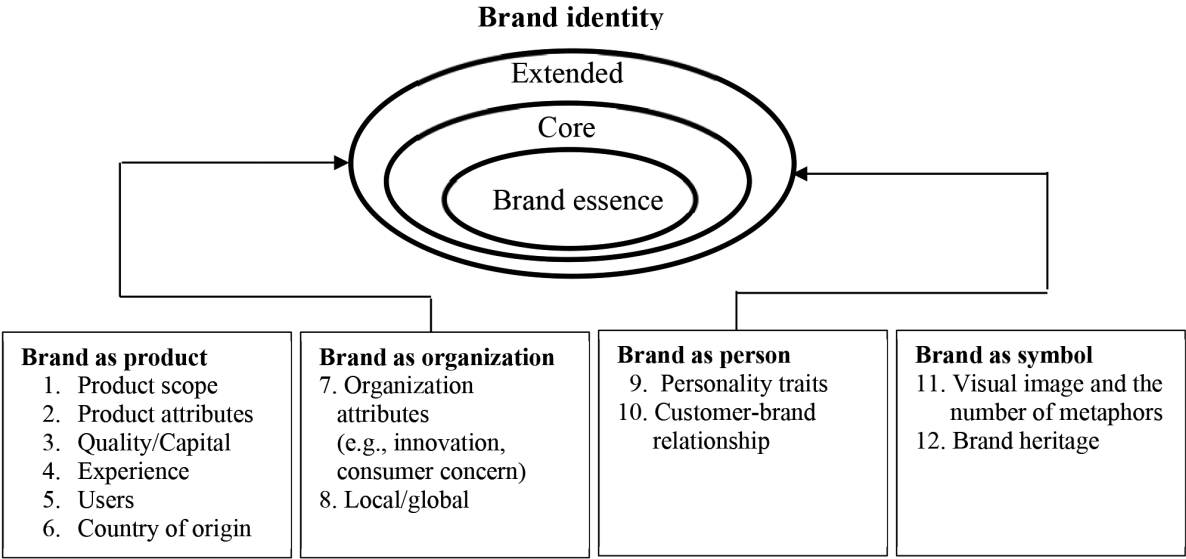 Brand identity
Extended
Core
Brand essence
Brand as product
1. Product scope
2. Product attributes
3. Quality/Capital
4. Experience
5. Users
6. Country of origin
Brand as organization
7. Organization
attributes
(e.g., innovation,
consumer concern)
8. Local/global
Brand as person
9. Personality traits
10. Customer-brand
relationship
Brand as symbol
11. Visual image and the
number of metaphors
12. Brand heritage